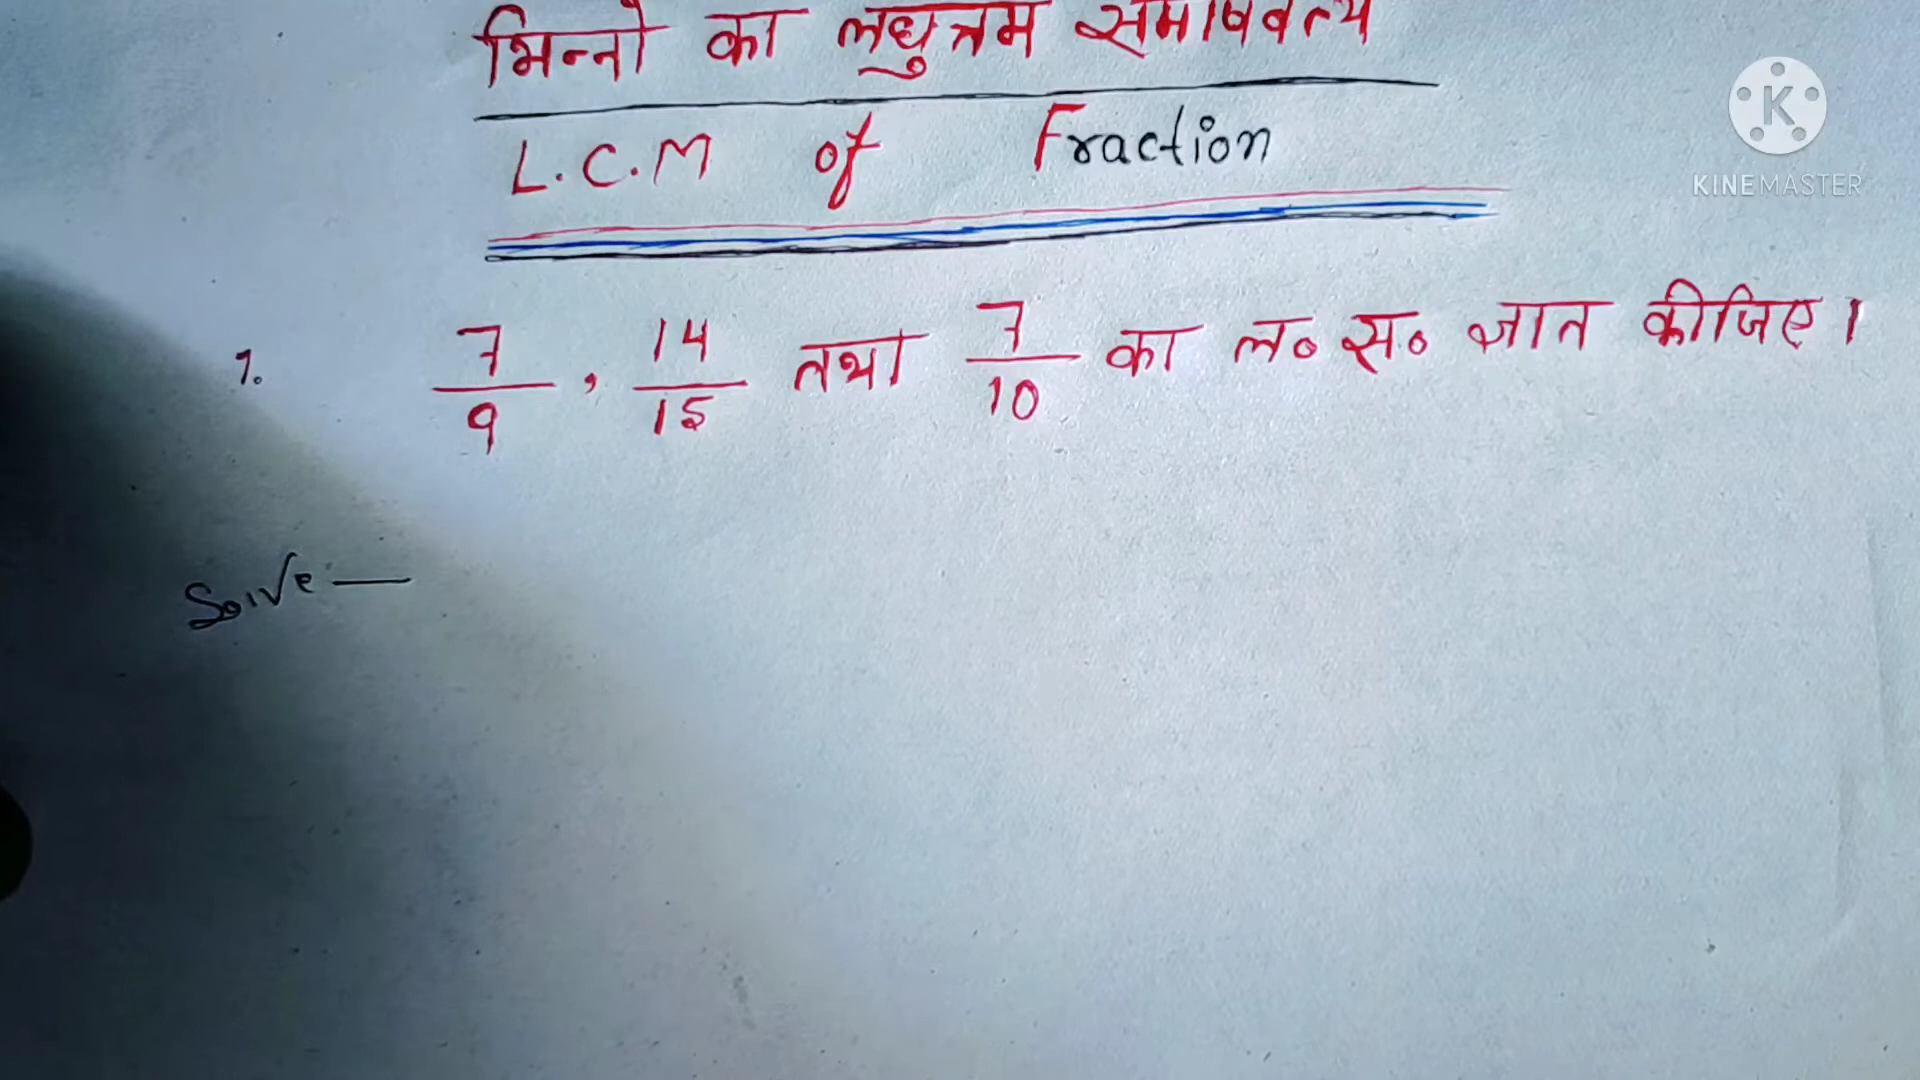 भिन्नो का लघुत्तम समापवर्त्य
L.C.M of Fraction
KINEMASTER
1. 7/9 , 14/15 तथा 7/10 का ल० स० ज्ञात कीजिए।
Solve —